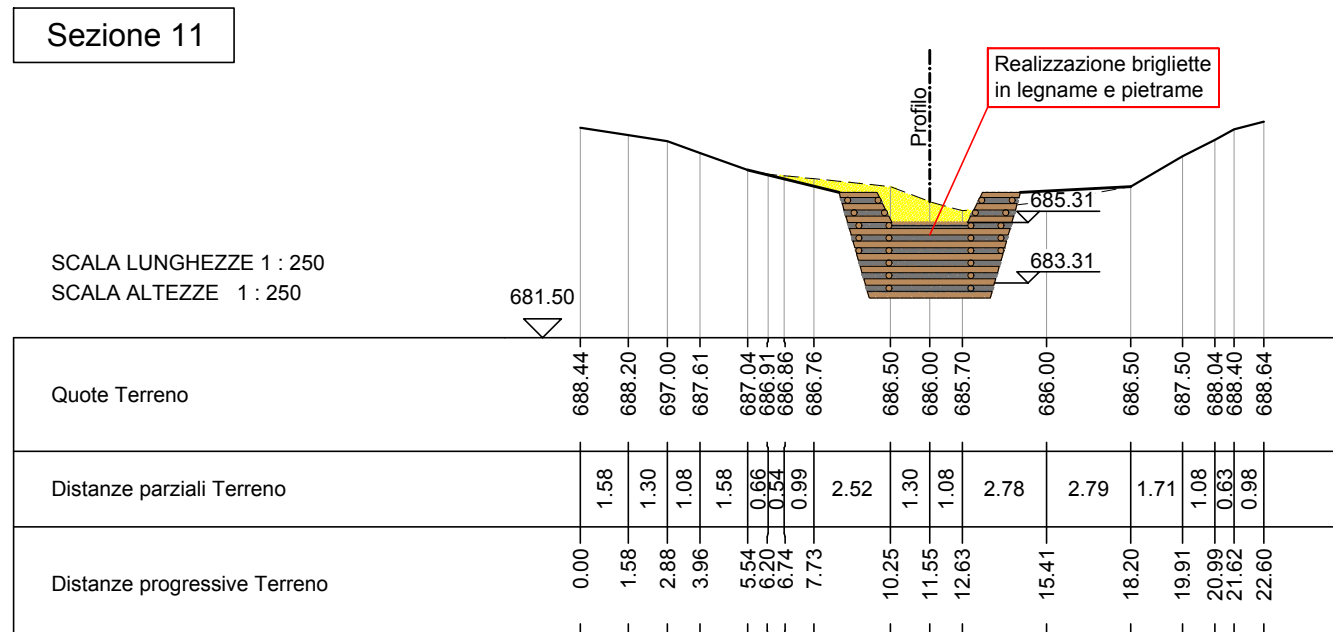 Sezione 11
Realizzazione brigliette
in legname e pietrame
Profilo
685.31
683.31
SCALA LUNGHEZZE 1 : 250
SCALA ALTEZZE 1 : 250
681.50
Quote Terreno
688.44 688.20 697.00 687.61 687.04 686.91 686.86 686.76 686.50 686.00 685.70 686.00 686.50 687.50 688.04 688.40 688.64
Distanze parziali Terreno
1.58 1.30 1.08 1.58 0.66 0.54 0.99 2.52 1.30 1.08 2.78 2.79 1.71 1.08 0.63 0.98
Distanze progressive Terreno
0.00 1.58 2.88 3.96 5.54 6.20 6.74 7.73 10.25 11.55 12.63 15.41 18.20 19.91 20.99 21.62 22.60